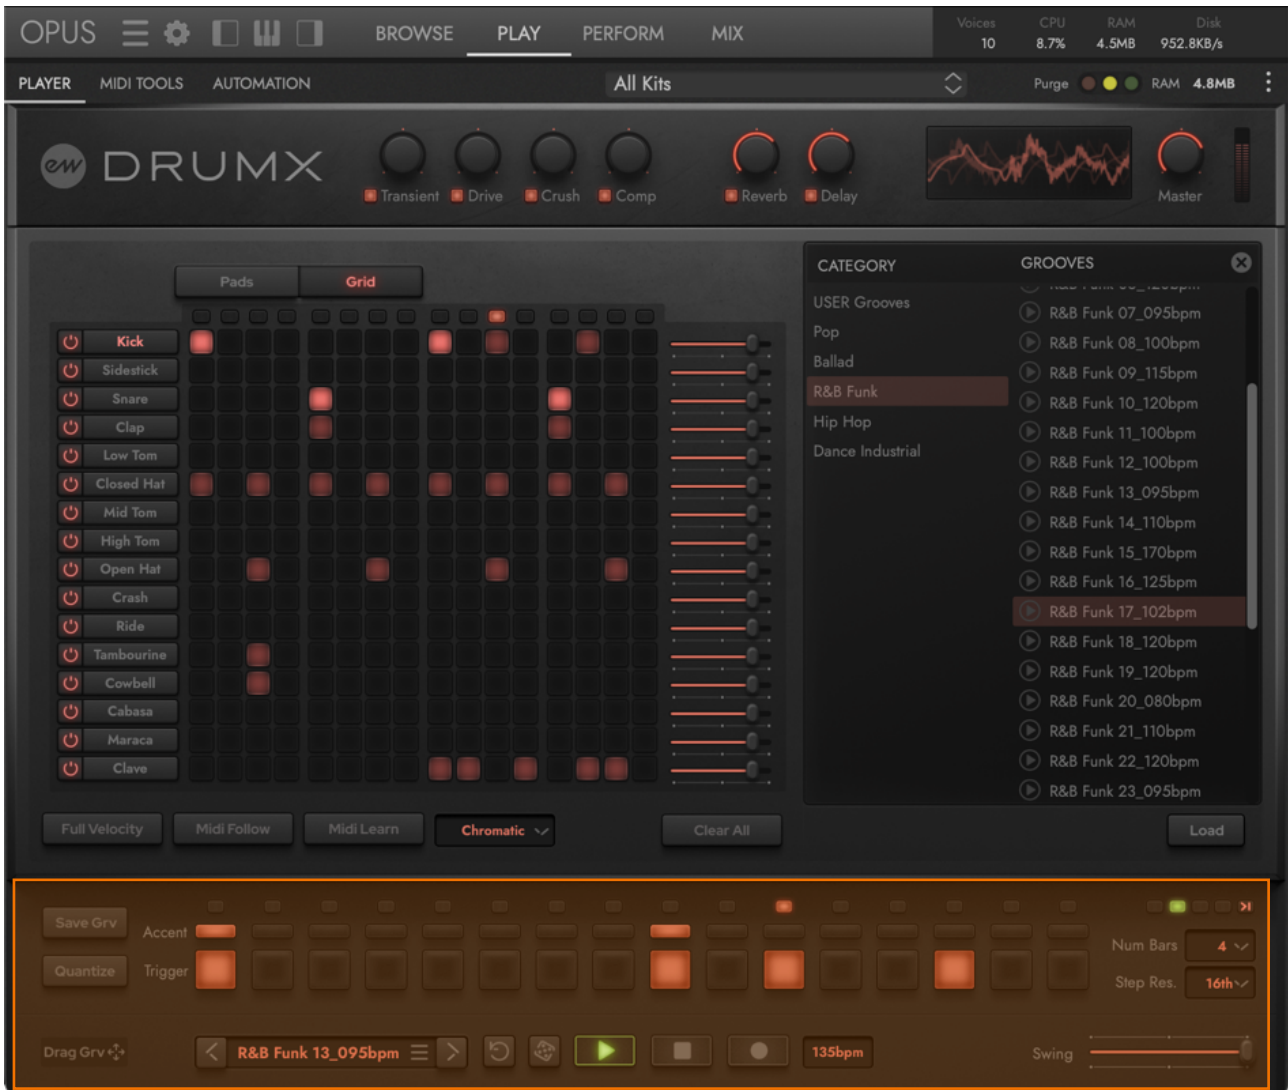 OPUS BROWSE PLAY PERFORM MIX Voices CPU RAM Disk
10 8.7% 4.5MB 952.8KB/s
PLAYER MIDI TOOLS AUTOMATION All Kits Purge RAM 4.8MB
ew DRUMX
Transient Drive Crush Comp Reverb Delay Master
Pads Grid
Kick
Sidestick
Snare
Clap
Low Tom
Closed Hat
Mid Tom
High Tom
Open Hat
Crash
Ride
Tambourine
Cowbell
Cabasa
Maraca
Clave
CATEGORY
USER Grooves
Pop
Ballad
R&B Funk
Hip Hop
Dance Industrial
GROOVES
R&B Funk 07_095bpm
R&B Funk 08_100bpm
R&B Funk 09_115bpm
R&B Funk 10_120bpm
R&B Funk 11_100bpm
R&B Funk 12_100bpm
R&B Funk 13_095bpm
R&B Funk 14_110bpm
R&B Funk 15_170bpm
R&B Funk 16_125bpm
R&B Funk 17_102bpm
R&B Funk 18_120bpm
R&B Funk 19_120bpm
R&B Funk 20_080bpm
R&B Funk 21_110bpm
R&B Funk 22_120bpm
R&B Funk 23_095bpm
Full Velocity Midi Follow Midi Learn Chromatic Clear All Load
Save Grv Accent Num Bars 4
Quantize Trigger Step Res. 16th
Drag Grv R&B Funk 13_095bpm 135bpm Swing